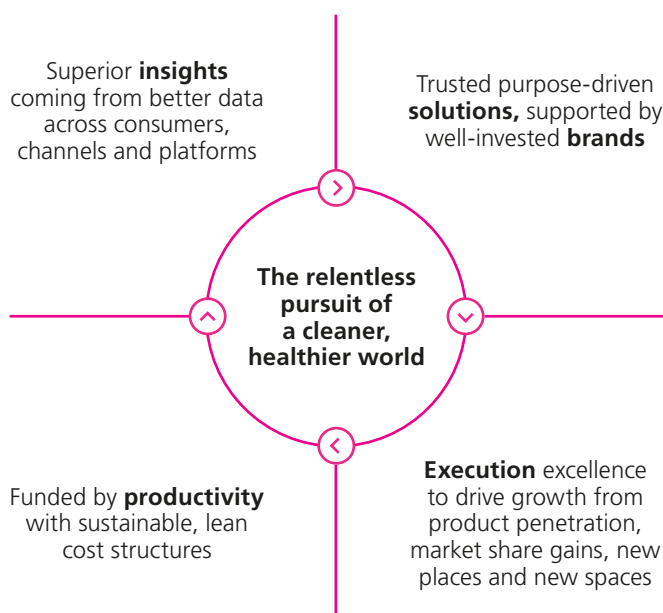 Superior insights
coming from better data
across consumers,
channels and platforms
Trusted purpose-driven
solutions, supported by
well-invested brands
The relentless
pursuit of
a cleaner,
healthier world
Funded by productivity
with sustainable, lean
cost structures
Execution excellence
to drive growth from
product penetration,
market share gains, new
places and new spaces